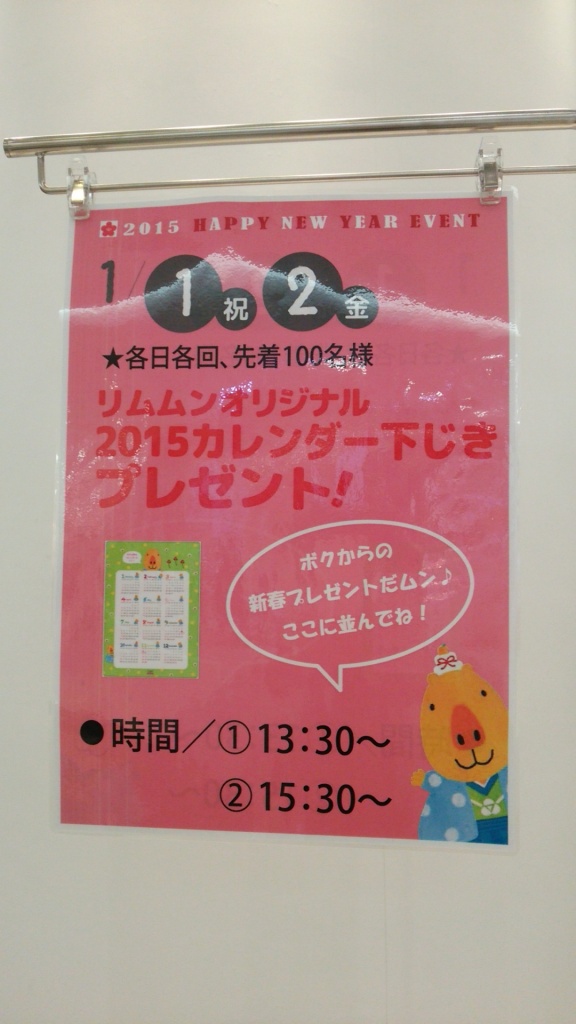 2015 HAPPY NEW YEAR EVENT
1/1祝2金
★各日各回、先着100名様
リムムンオリジナル
2015カレンダー下じき
プレゼント!
ボクからの
新春プレゼントだムン♪
ここに並んでね!
●時間/①13:30〜
②15:30〜